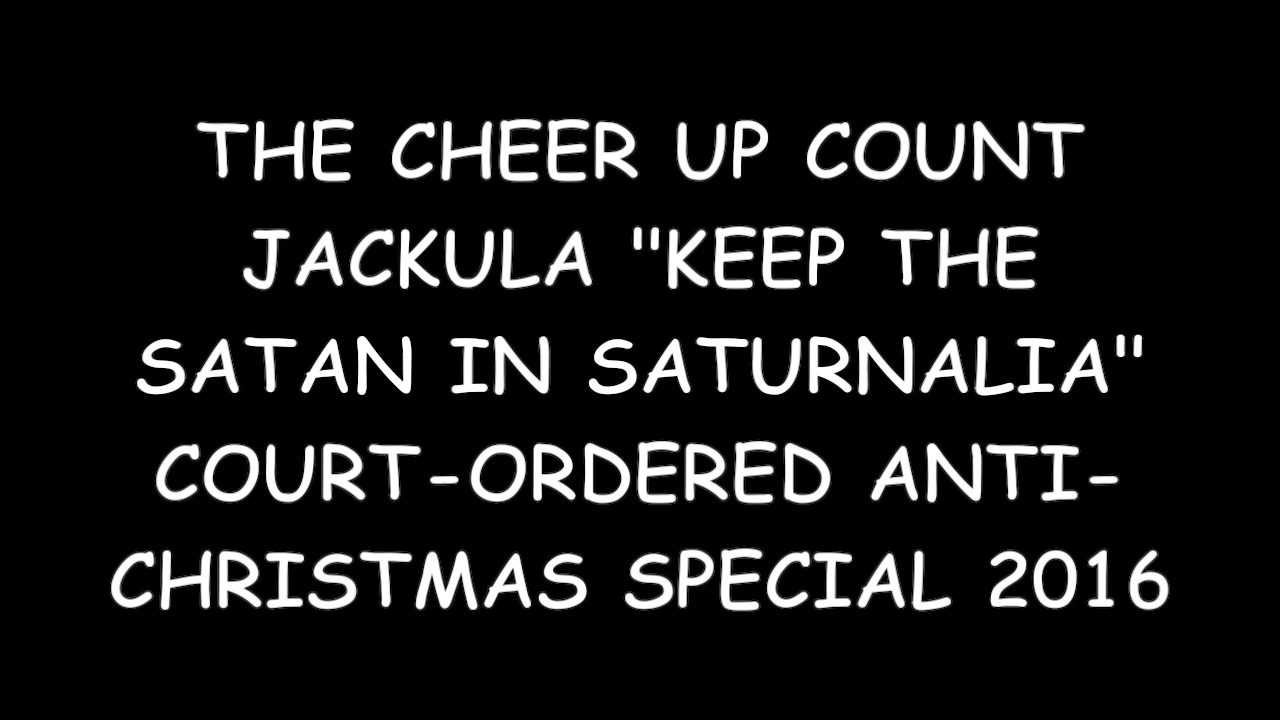 THE CHEER UP COUNT
JACKULA "KEEP THE
SATAN IN SATURNALIA"
COURT-ORDERED ANTI-
CHRISTMAS SPECIAL 2016